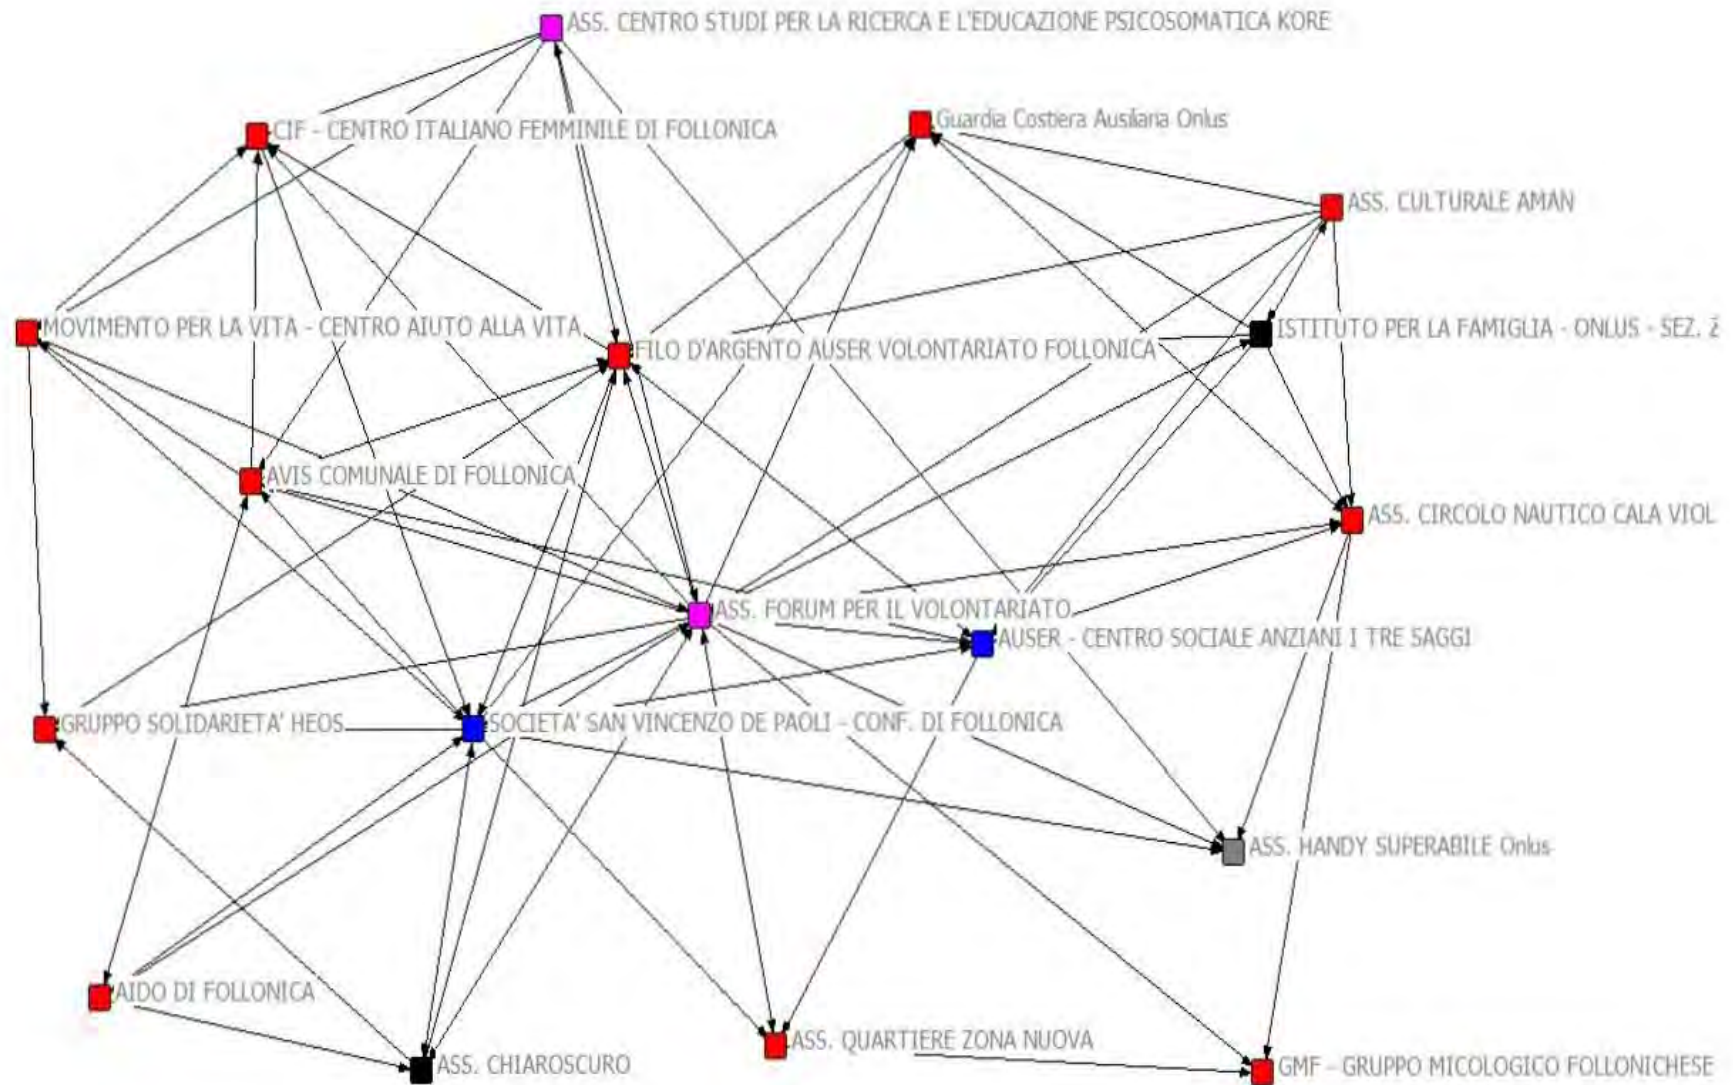 ASS. CENTRO STUDI PER LA RICERCA E L'EDUCAZIONE PSICOSOMATICA KORE
CIF - CENTRO ITALIANO FEMMINILE DI FOLLONICA
Guardia Costiera Ausiliaria Onlus
ASS. CULTURALE AMAN
MOVIMENTO PER LA VITA - CENTRO AIUTO ALLA VITA
FILO D'ARGENTO AUSER VOLONTARIATO FOLLONICA
ISTITUTO PER LA FAMIGLIA - ONLUS - SEZ. 2
AVIS COMUNALE DI FOLLONICA
ASS. CIRCOLO NAUTICO CALA VIOL
ASS. FORUM PER IL VOLONTARIATO
AUSER - CENTRO SOCIALE ANZIANI I TRE SAGGI
GRUPPO SOLIDARIETA' HEOS
SOCIETA' SAN VINCENZO DE PAOLI - CONF. DI FOLLONICA
ASS. HANDY SUPERABILE Onlus
AIDO DI FOLLONICA
ASS. QUARTIERE ZONA NUOVA
ASS. CHIAROSCURO
GMF - GRUPPO MICOLOGICO FOLLONICHESE